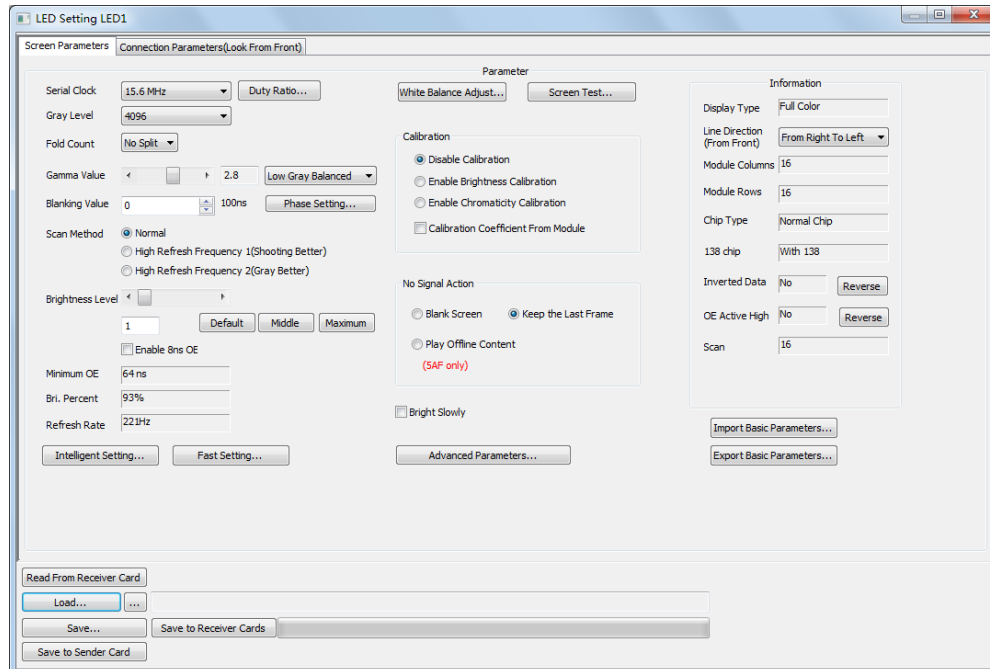 LED Setting LED1
Screen Parameters
Connection Parameters(Look From Front)
Parameter
Serial Clock
15.6 MHz
Duty Ratio...
Gray Level
4096
Fold Count
No Split
Gamma Value
2.8
Low Gray Balanced
Blanking Value
0
100ns
Phase Setting...
Scan Method
Normal
High Refresh Frequency 1(Shooting Better)
High Refresh Frequency 2(Gray Better)
Brightness Level
1
Default
Middle
Maximum
Enable 8ns OE
Minimum OE
64 ns
Bri. Percent
93%
Refresh Rate
221Hz
Intelligent Setting...
Fast Setting...
White Balance Adjust...
Screen Test...
Calibration
Disable Calibration
Enable Brightness Calibration
Enable Chromaticity Calibration
Calibration Coefficient From Module
No Signal Action
Blank Screen
Keep the Last Frame
Play Offline Content
(5AF only)
Bright Slowly
Advanced Parameters...
Information
Display Type
Full Color
Line Direction
(From Front)
From Right To Left
Module Columns
16
Module Rows
16
Chip Type
Normal Chip
138 chip
With 138
Inverted Data
No
Reverse
OE Active High
No
Reverse
Scan
16
Import Basic Parameters...
Export Basic Parameters...
Read From Receiver Card
Load...
...
Save...
Save to Receiver Cards
Save to Sender Card